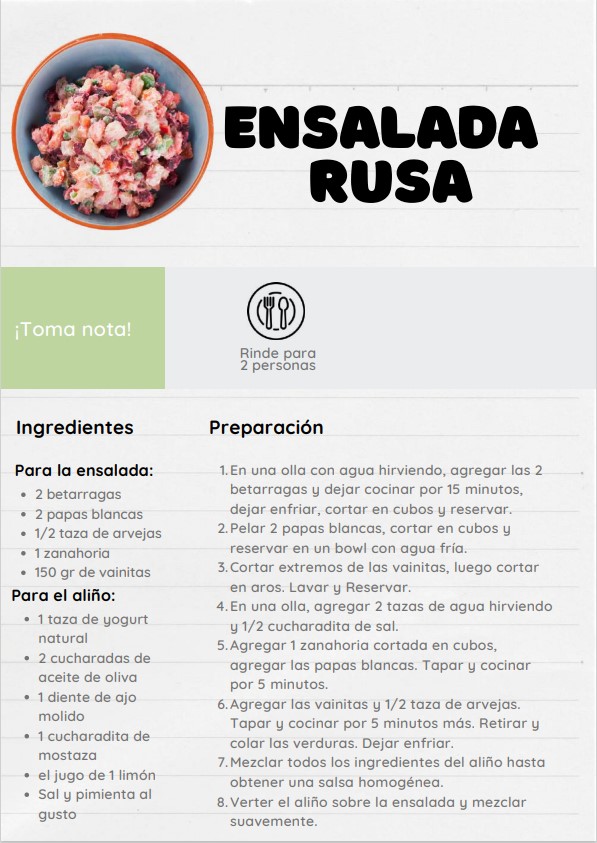 ENSALADA
RUSA
¡Toma nota!
Rinde para
2 personas
Ingredientes
Para la ensalada:
• 2 betarragas
• 2 papas blancas
• 1/2 taza de arvejas
• 1 zanahoria
• 150 gr de vainitas
Para el aliño:
• 1 taza de yogurt
natural
• 2 cucharadas de
aceite de oliva
• 1 diente de ajo
molido
• 1 cucharadita de
mostaza
• el jugo de 1 limón
• Sal y pimienta al
gusto
Preparación
1. En una olla con agua hirviendo, agregar las 2
betarragas y dejar cocinar por 15 minutos,
dejar enfriar, cortar en cubos y reservar.
2. Pelar 2 papas blancas, cortar en cubos y
reservar en un bowl con agua fría.
3. Cortar extremos de las vainitas, luego cortar
en aros. Lavar y Reservar.
4. En una olla, agregar 2 tazas de agua hirviendo
y 1/2 cucharadita de sal.
5. Agregar 1 zanahoria cortada en cubos,
agregar las papas blancas. Tapar y cocinar
por 5 minutos.
6. Agregar las vainitas y 1/2 taza de arvejas.
Tapar y cocinar por 5 minutos más. Retirar y
colar las verduras. Dejar enfriar.
7. Mezclar todos los ingredientes del aliño hasta
obtener una salsa homogénea.
8. Verter el aliño sobre la ensalada y mezclar
suavemente.